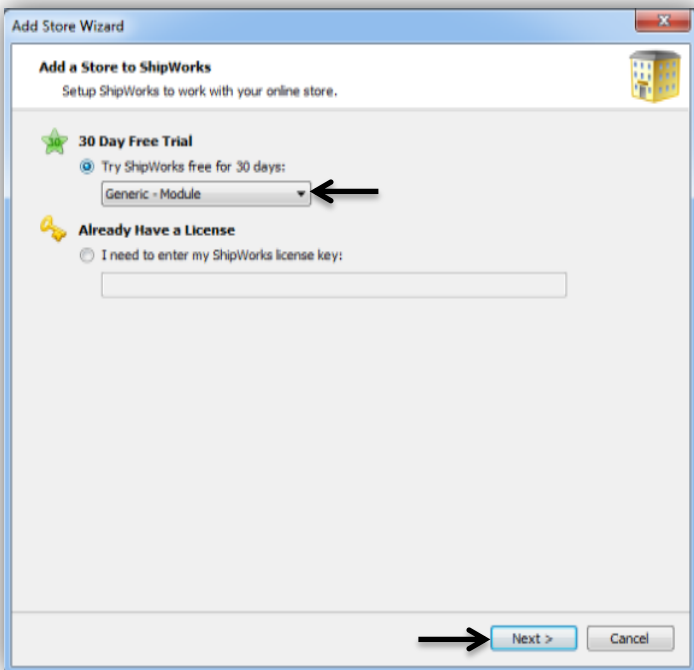 Add Store Wizard
Add a Store to ShipWorks
Setup ShipWorks to work with your online store.
30
30 Day Free Trial
Try ShipWorks free for 30 days:
Generic - Module
Already Have a License
I need to enter my ShipWorks license key:
Next >
Cancel